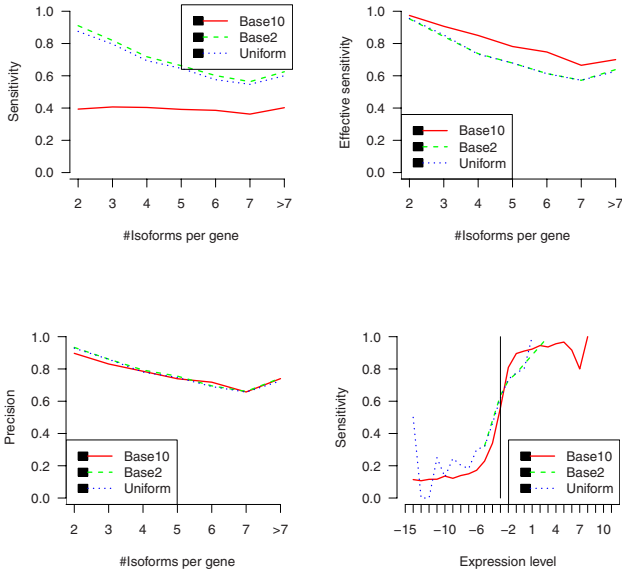 Sensitivity
1.0
0.8
0.6
0.4
0.2
0.0
Base10
Base2
Uniform
2 3 4 5 6 7 >7
#Isoforms per gene
Effective sensitivity
1.0
0.8
0.6
0.4
0.2
0.0
Base10
Base2
Uniform
2 3 4 5 6 7 >7
#Isoforms per gene
Precision
1.0
0.8
0.6
0.4
0.2
0.0
Base10
Base2
Uniform
2 3 4 5 6 7 >7
#Isoforms per gene
Sensitivity
1.0
0.8
0.6
0.4
0.2
0.0
Base10
Base2
Uniform
−15 −10 −6 −2 1 4 7 10
Expression level